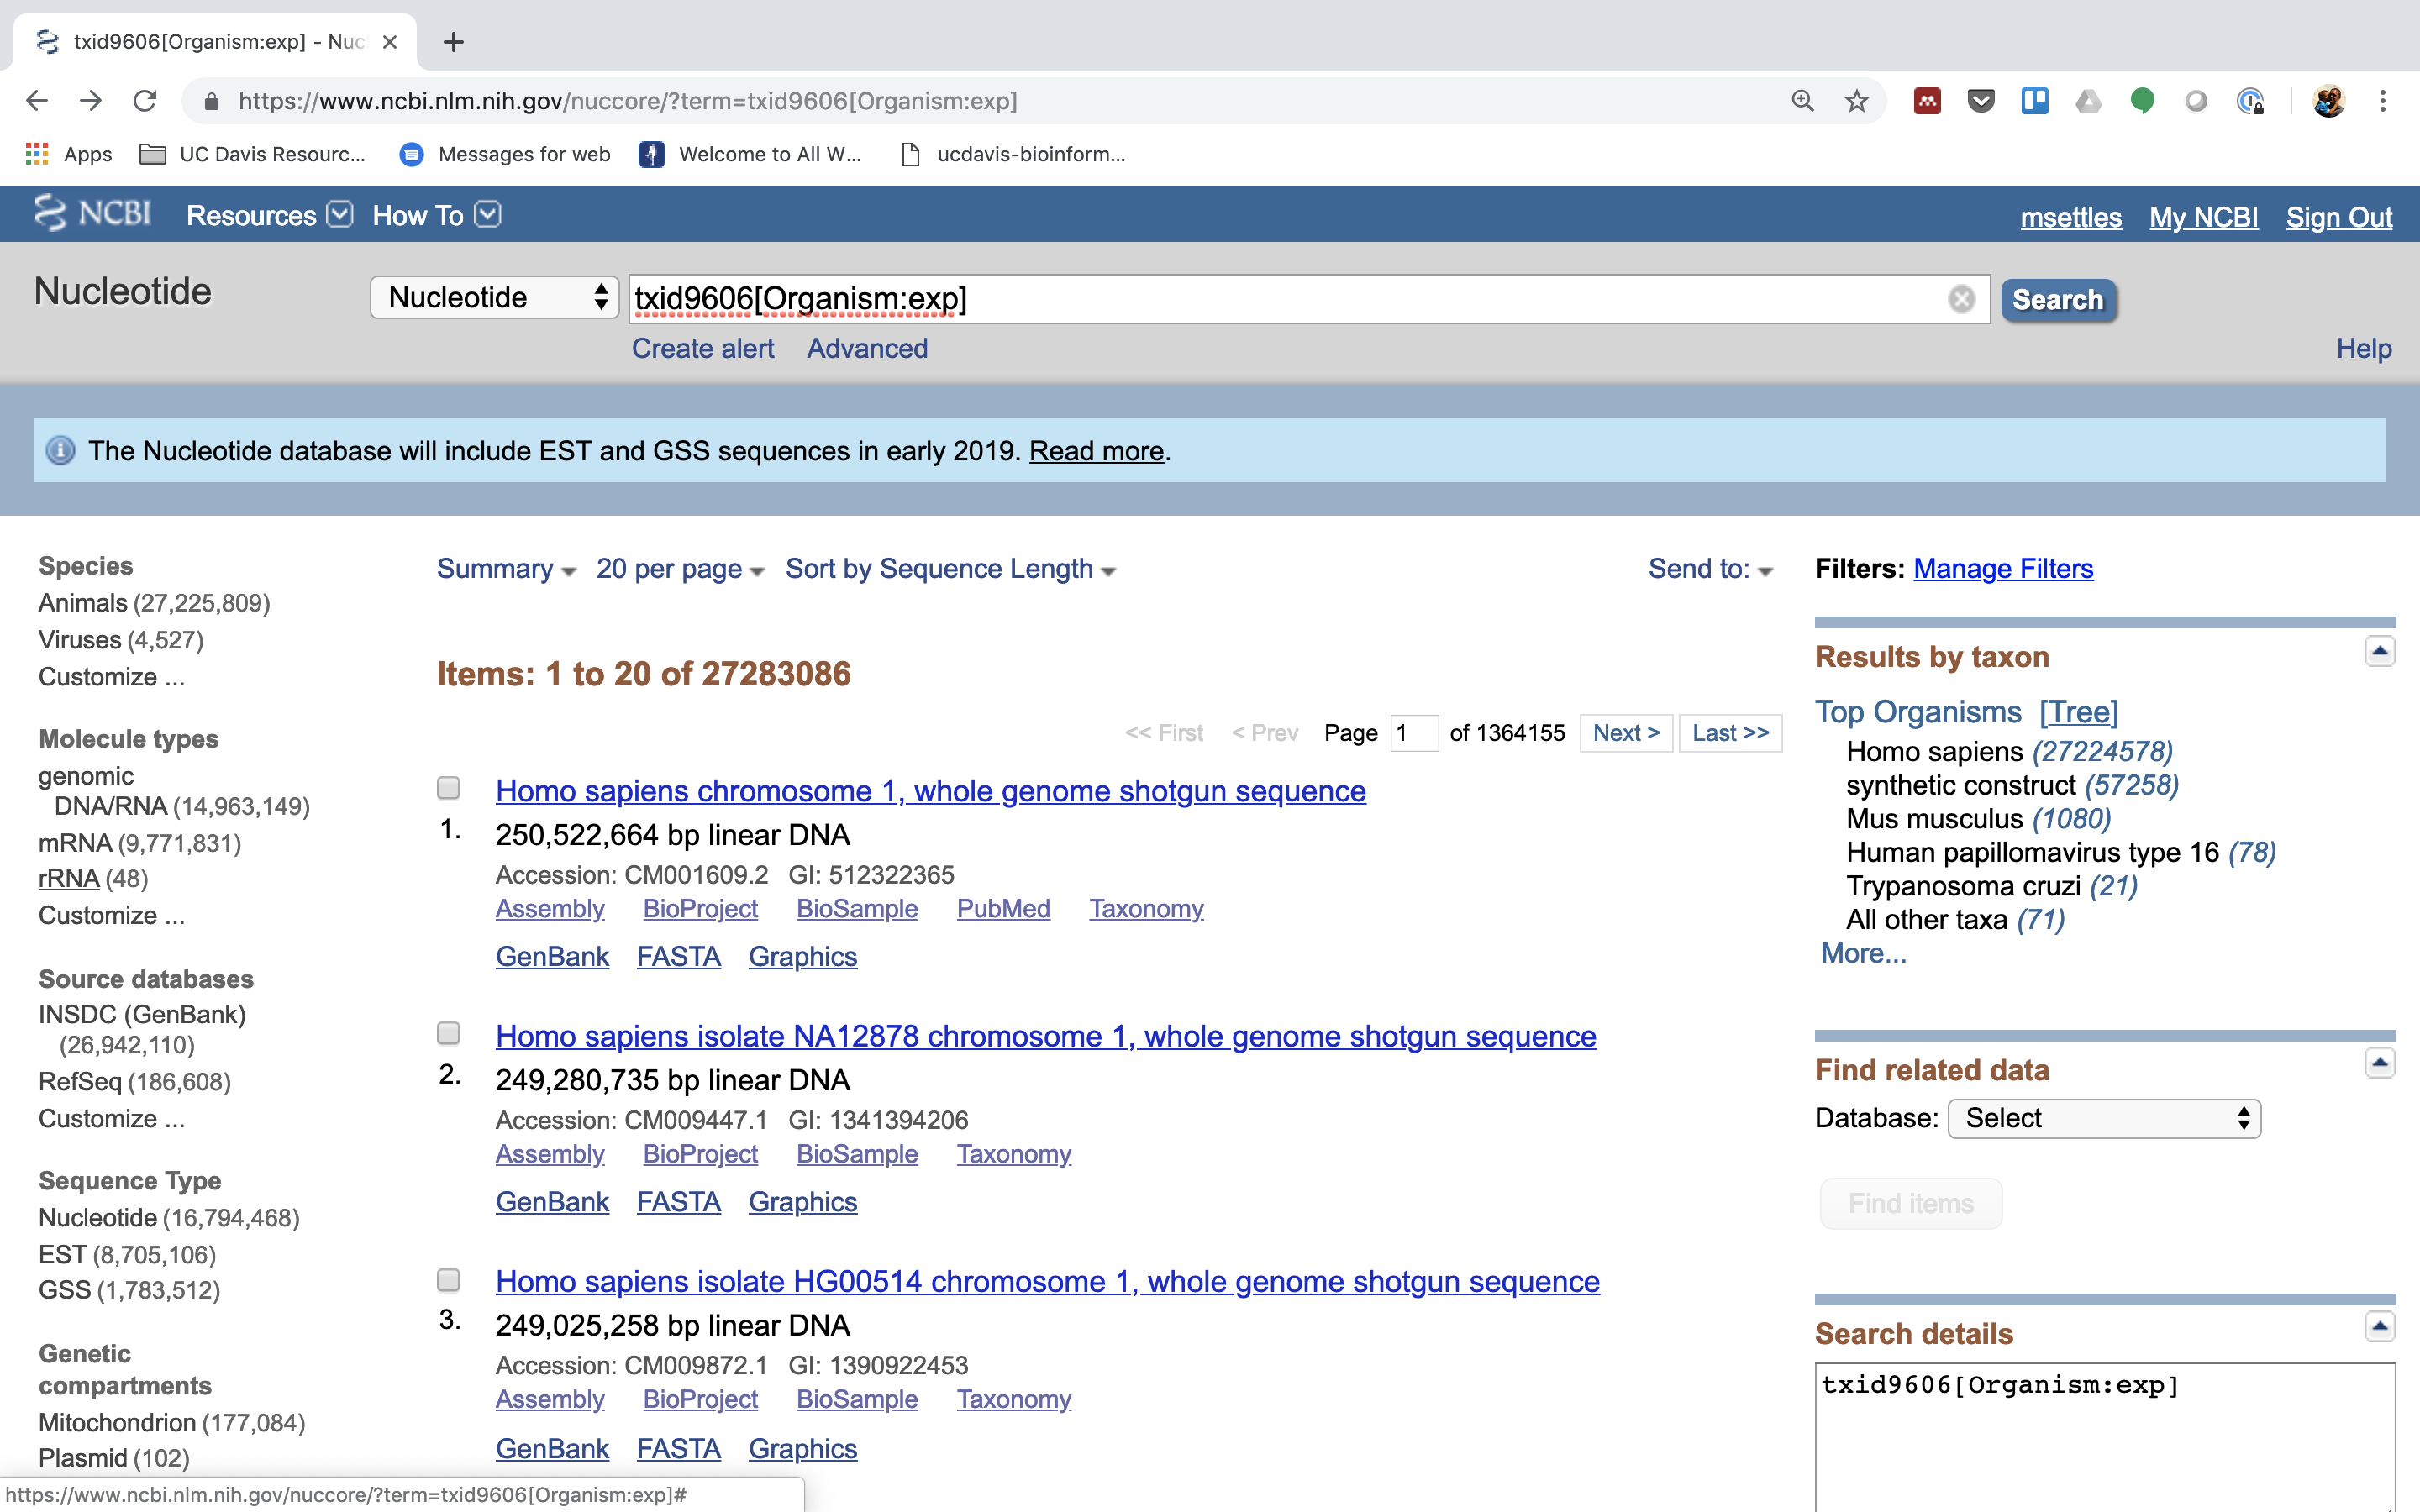 txid9606[Organism:exp] - Nuc
https://www.ncbi.nlm.nih.gov/nuccore/?term=txid9606[Organism:exp]
Apps UC Davis Resourc... Messages for web Welcome to All W... ucdavis-bioinform...
NCBI Resources How To msettles My NCBI Sign Out
Nucleotide Nucleotide txid9606[Organism:exp] Search
Create alert Advanced Help
The Nucleotide database will include EST and GSS sequences in early 2019. Read more.
Species
Animals (27,225,809)
Viruses (4,527)
Customize ...
Molecule types
genomic
DNA/RNA (14,963,149)
mRNA (9,771,831)
rRNA (48)
Customize ...
Source databases
INSDC (GenBank)
(26,942,110)
RefSeq (186,608)
Customize ...
Sequence Type
Nucleotide (16,794,468)
EST (8,705,106)
GSS (1,783,512)
Genetic
compartments
Mitochondrion (177,084)
Plasmid (102)
Summary 20 per page Sort by Sequence Length Send to:
Items: 1 to 20 of 27283086
<< First < Prev Page 1 of 1364155 Next > Last >>
Homo sapiens chromosome 1, whole genome shotgun sequence
1. 250,522,664 bp linear DNA
Accession: CM001609.2 GI: 512322365
Assembly BioProject BioSample PubMed Taxonomy
GenBank FASTA Graphics
Homo sapiens isolate NA12878 chromosome 1, whole genome shotgun sequence
2. 249,280,735 bp linear DNA
Accession: CM009447.1 GI: 1341394206
Assembly BioProject BioSample Taxonomy
GenBank FASTA Graphics
Homo sapiens isolate HG00514 chromosome 1, whole genome shotgun sequence
3. 249,025,258 bp linear DNA
Accession: CM009872.1 GI: 1390922453
Assembly BioProject BioSample Taxonomy
GenBank FASTA Graphics
Filters: Manage Filters
Results by taxon
Top Organisms [Tree]
Homo sapiens (27224578)
synthetic construct (57258)
Mus musculus (1080)
Human papillomavirus type 16 (78)
Trypanosoma cruzi (21)
All other taxa (71)
More...
Find related data
Database: Select
Find items
Search details
txid9606[Organism:exp]
https://www.ncbi.nlm.nih.gov/nuccore/?term=txid9606[Organism:exp]#